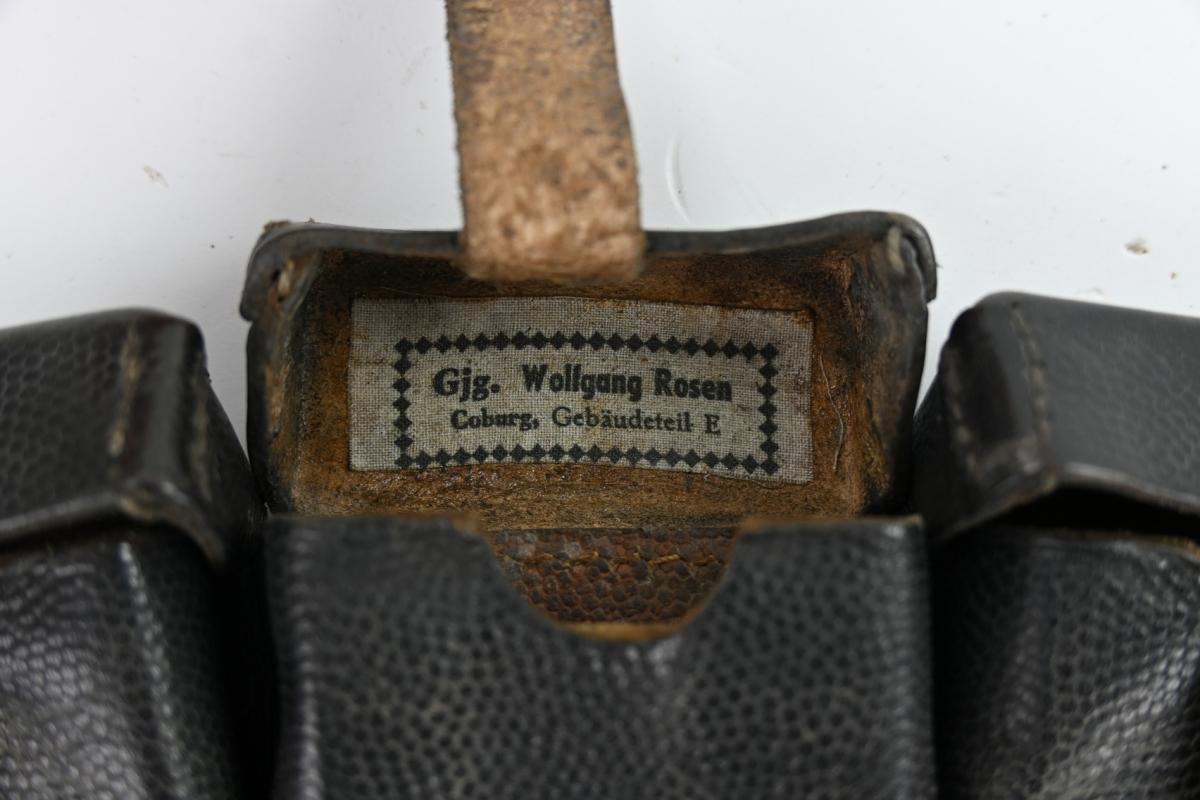 Gjg. Wolfgang Rosen
Coburg, Gebäudeteil E